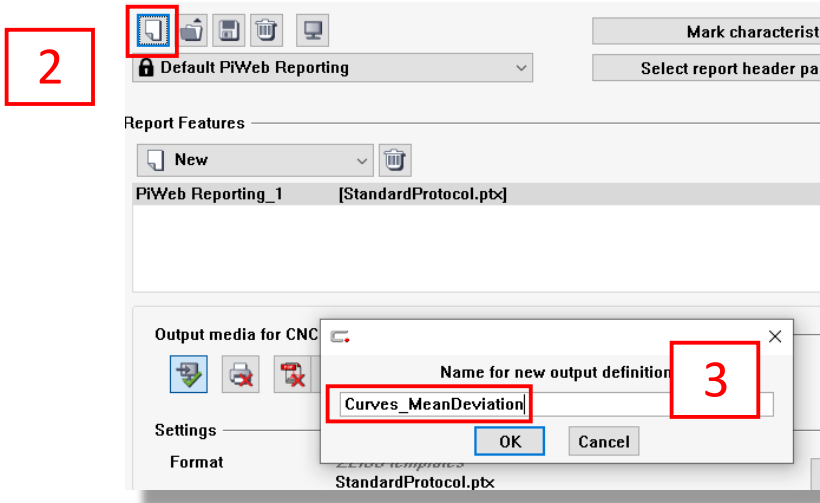 2
Mark characterist
Default PiWeb Reporting
Select report header pa
Report Features
New
PiWeb Reporting_1 [StandardProtocol.ptx]
Output media for CNC
Name for new output definition
3
Curves_MeanDeviation
OK Cancel
Settings
Format
StandardProtocol.ptx